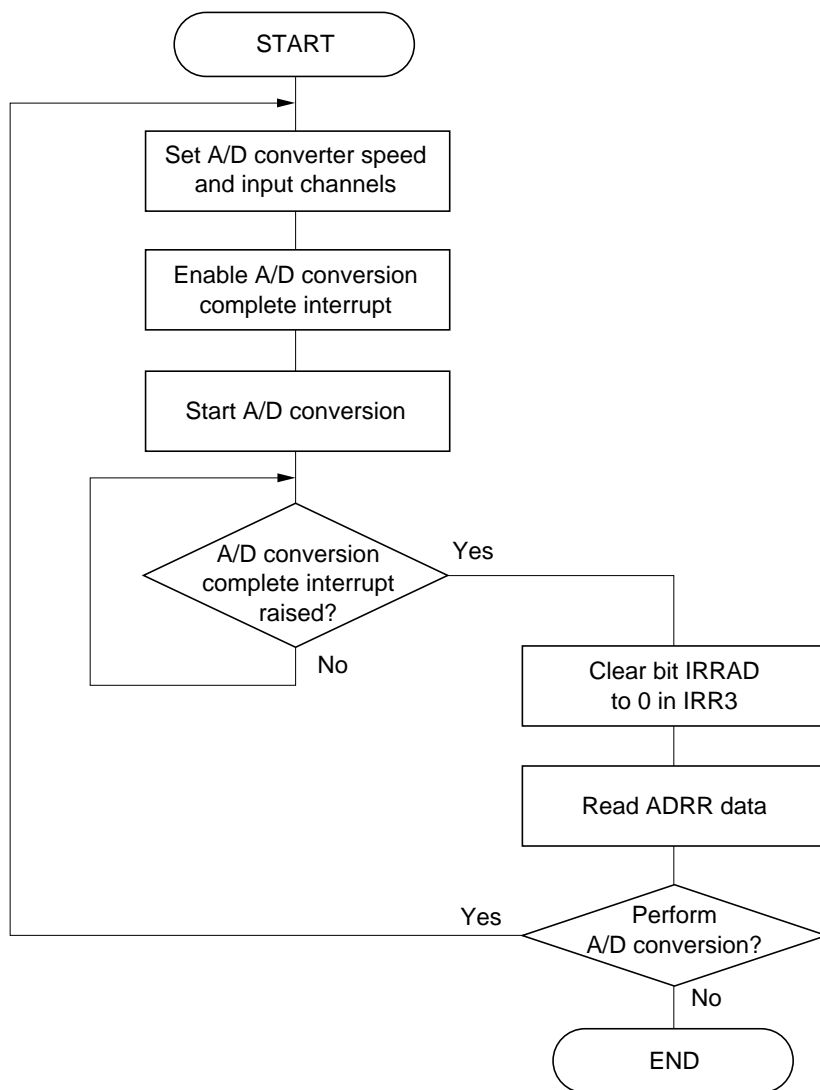 START
Set A/D converter speed
and input channels
Enable A/D conversion
complete interrupt
Start A/D conversion
A/D conversion
complete interrupt
raised?
Yes
No
Clear bit IRRAD
to 0 in IRR3
Read ADRR data
Perform
A/D conversion?
Yes
No
END